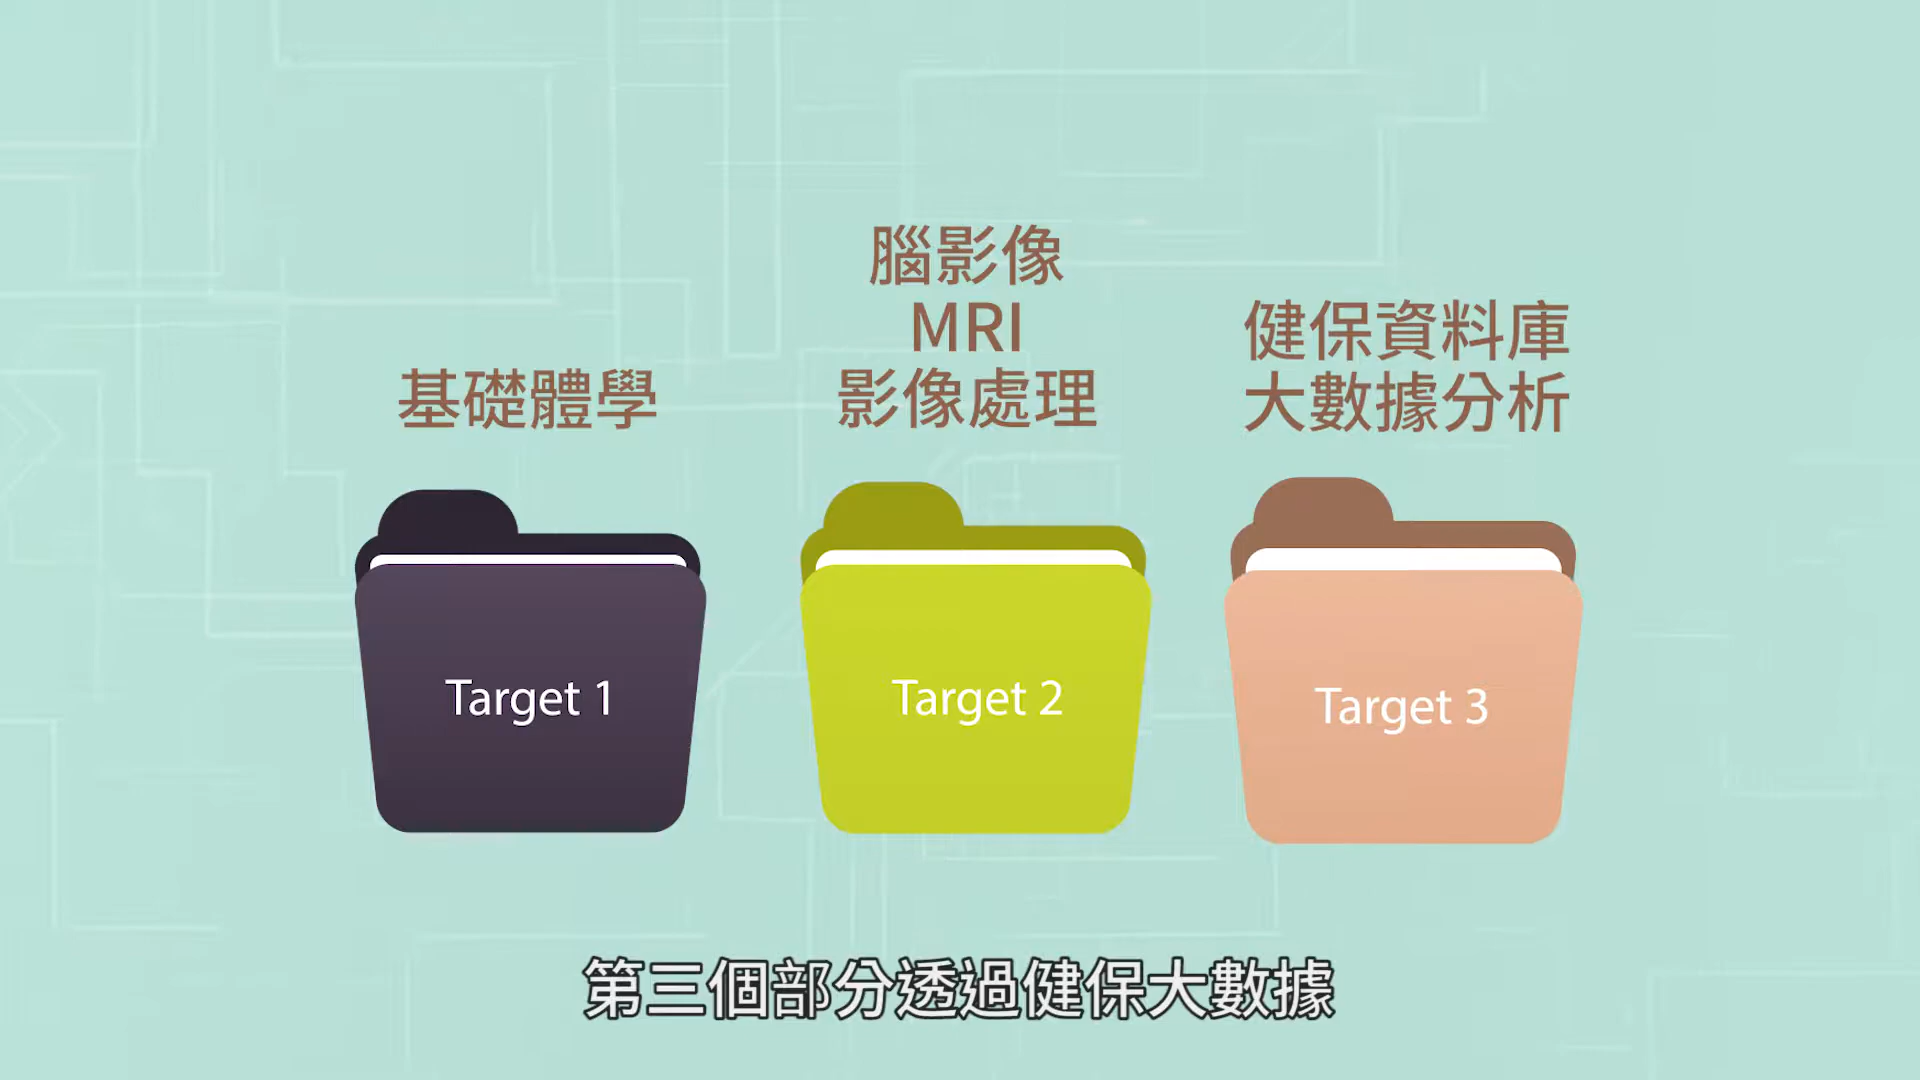 基礎體學
腦影像
MRI
影像處理
健保資料庫
大數據分析
Target 1
Target 2
Target 3
第三個部分透過健保大數據